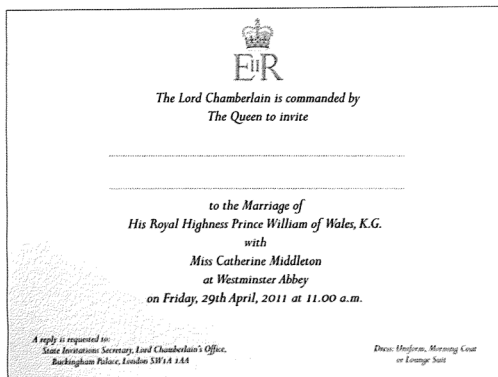 EIIR
The Lord Chamberlain is commanded by
The Queen to invite
to the Marriage of
His Royal Highness Prince William of Wales, K.G.
with
Miss Catherine Middleton
at Westminster Abbey
on Friday, 29th April, 2011 at 11.00 a.m.
A reply is requested to:
State Invitations Secretary, Lord Chamberlain's Office,
Buckingham Palace, London SW1A 1AA
Dress: Uniform, Morning Coat
or Lounge Suit